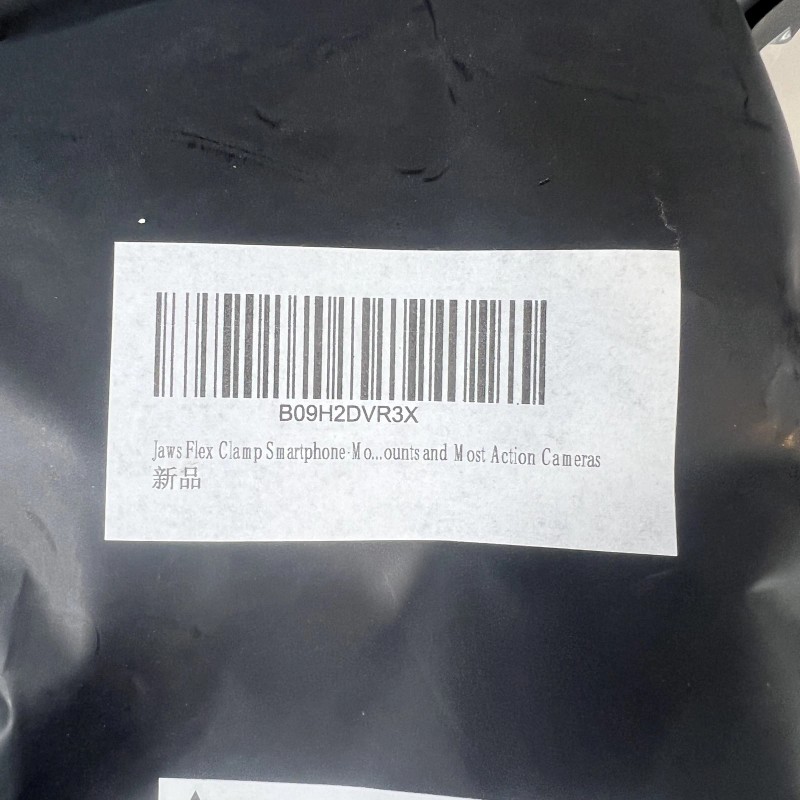 B09H2DVR3X
Jaws Flex Clamp Smartphone-Mo...ounts and Most Action Cameras
新品